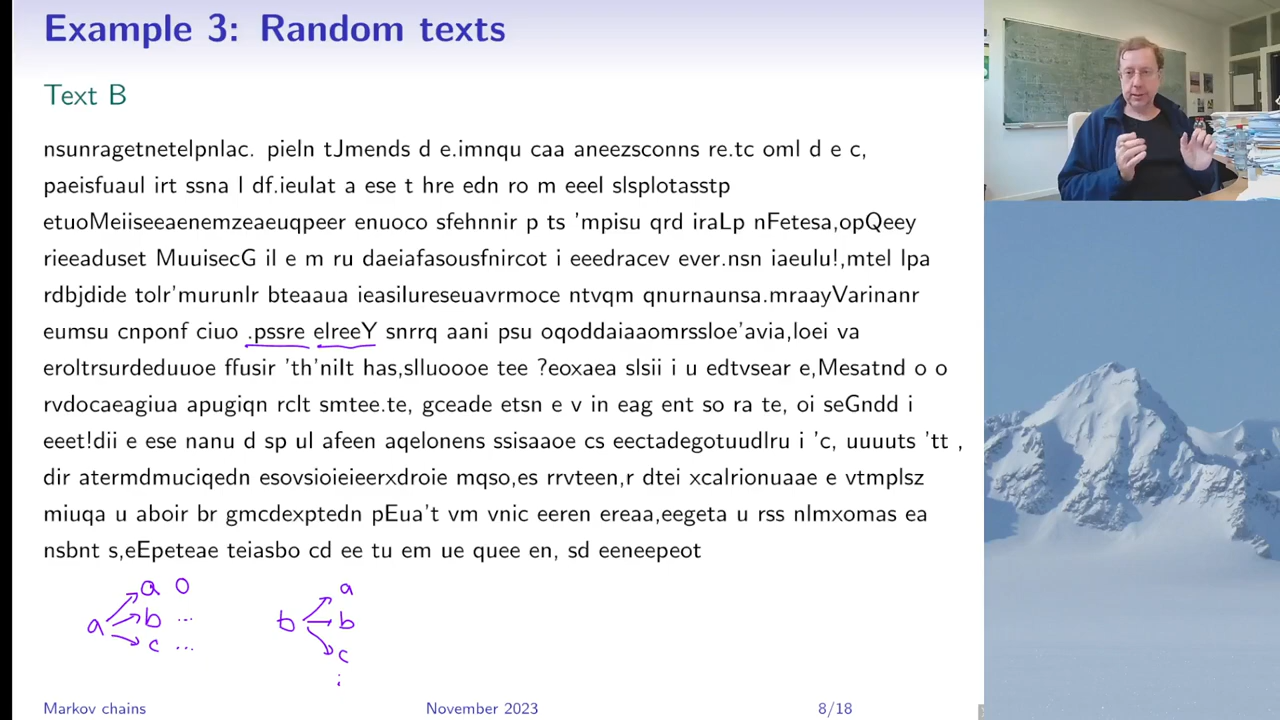 Example 3: Random texts
Text B
nsunragetnetelpnlac. pieln tJmends d e.imnqu caa aneezsconns re.tc oml d e c,
paeisfuaul irt ssna l df.ieulat a ese t hre edn ro m eeel slsplotasstp
etuoMeiiseeaenemzeaeuqpeer enuoco sfehnnir p ts 'mpisu qrd iraLp nFetesa,opQeey
rieeaduset MuuisecG il e m ru daeiafasousfnircot i eeedracev ever.nsn iaeulu!,mtel lpa
rdbjdide tolr'murunlr bteaaua ieasilureseuavrmoce ntvqm qnurnaunsa.mraayVarinanr
eumsu cnponf ciuo .pssre elreeY snrrq aani psu oqoddaiaaomrssloe'avia,loei va
eroltrsurdeduuoe ffusir 'th'nilt has,slluoooe tee ?eoxaea slsii i u edtvsear e,Mesatnd o o
rvdocaeagiua apugiqn rclt smtee.te, gceade etsn e v in eag ent so ra te, oi seGndd i
eeet!dii e ese nanu d sp ul afeen aqelonens ssisaaoe cs eectadegotuudlru i 'c, uuuuts 'tt ,
dir atermdmuciqedn esovsioieieerxdroie mqso,es rrvteen,r dtei xcalrionuaae e vtmplsz
miuqa u aboir br gmcdexptedn pEua't vm vnic eeren ereaa,eegeta u rss nlmxomas ea
nsbnt s,eEpeteae teiasbo cd ee tu em ue quee en, sd eeneepeot
a a 0
b ...
c ...
b a
b
c
Markov chains November 2023 8/18